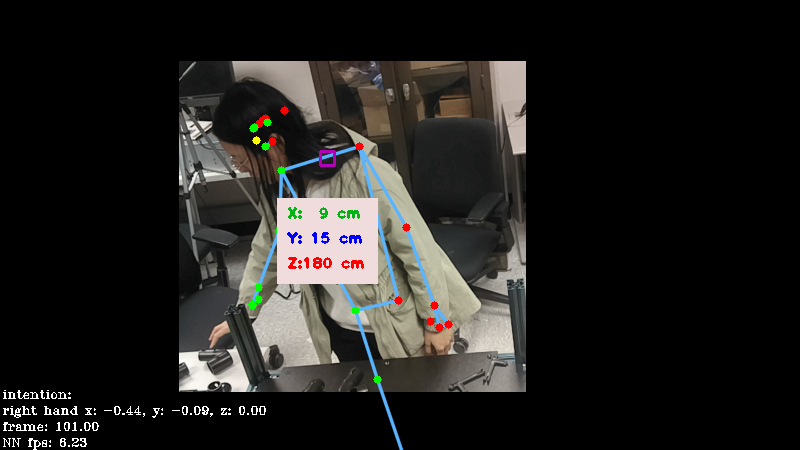 X: 9 cm
Y: 15 cm
Z:180 cm
intention:
right hand x: −0.44, y: −0.09, z: 0.00
frame: 101.00
NN fps: 6.23